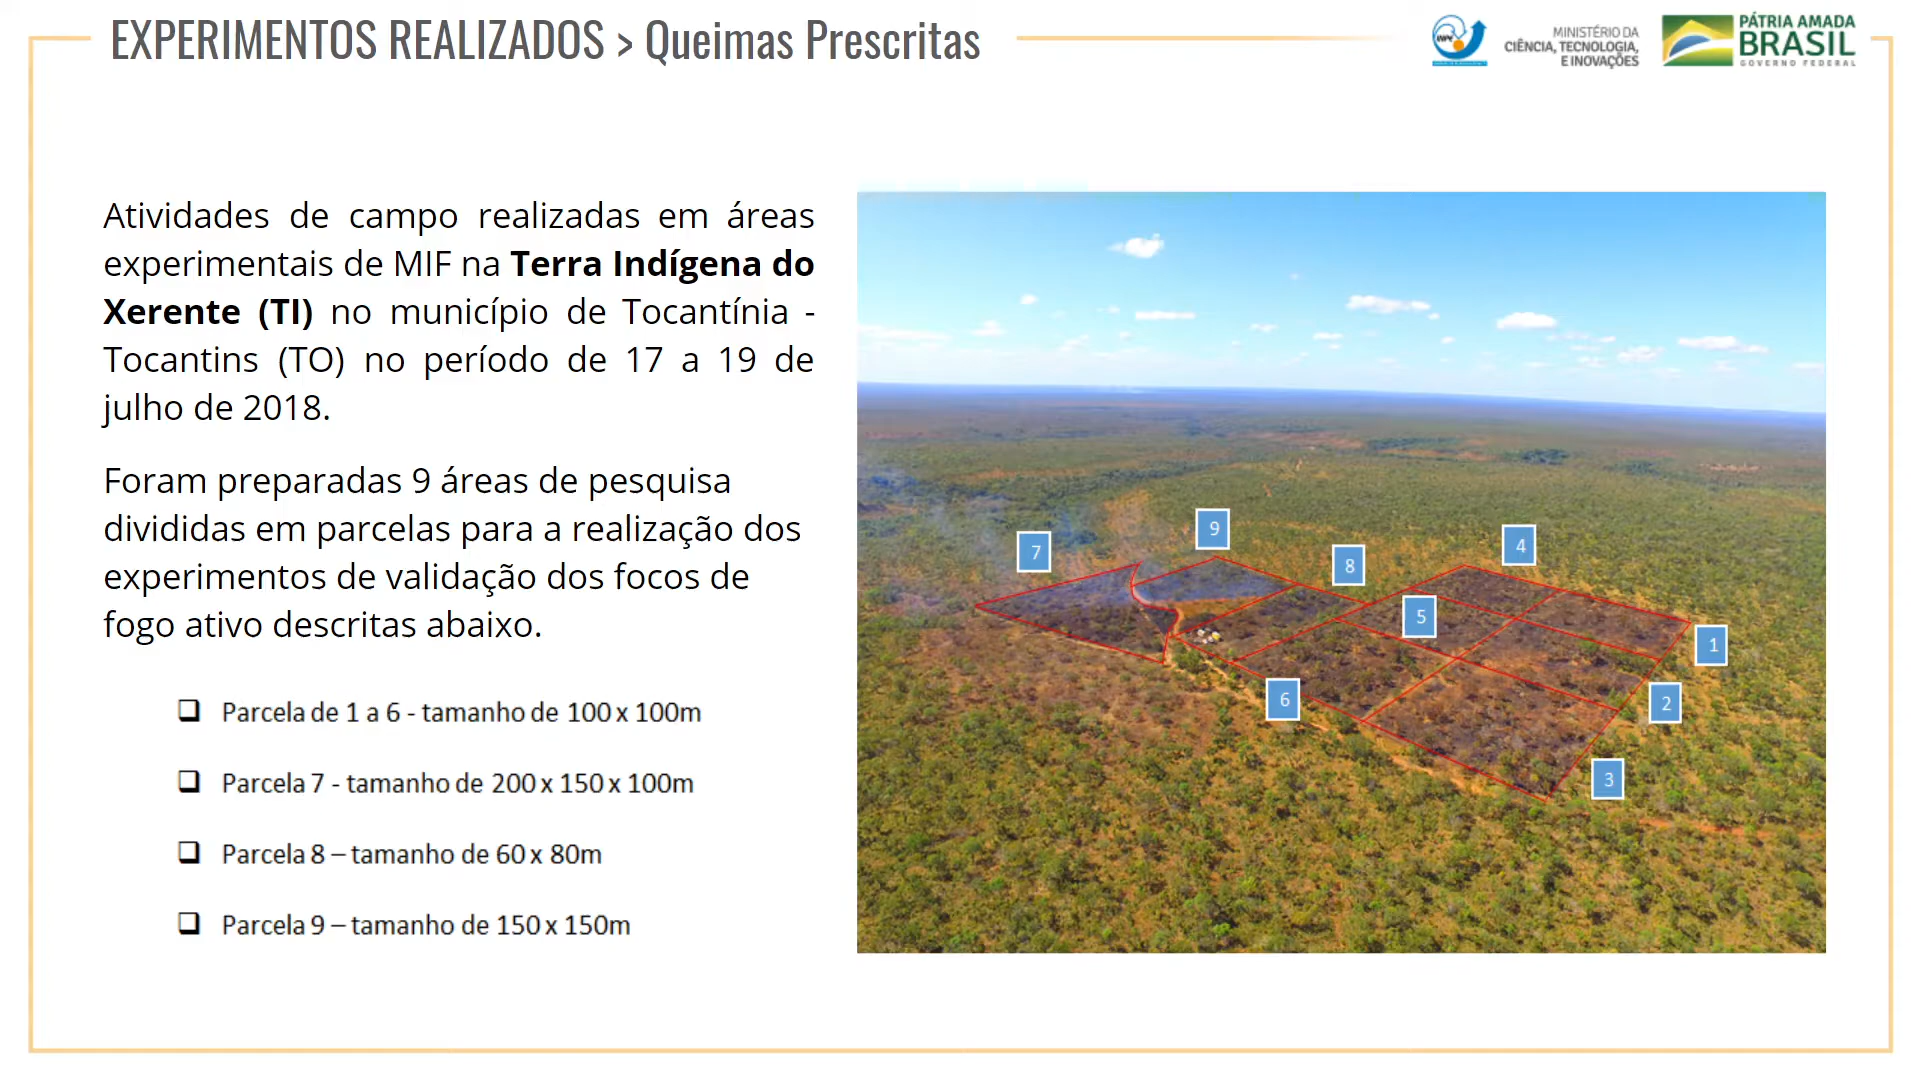 EXPERIMENTOS REALIZADOS > Queimas Prescritas
INPE
MINISTÉRIO DA
CIÊNCIA, TECNOLOGIA,
E INOVAÇÕES
PÁTRIA AMADA
BRASIL
GOVERNO FEDERAL
Atividades de campo realizadas em áreas
experimentais de MIF na Terra Indígena do
Xerente (TI) no município de Tocantínia -
Tocantins (TO) no período de 17 a 19 de
julho de 2018.
Foram preparadas 9 áreas de pesquisa
divididas em parcelas para a realização dos
experimentos de validação dos focos de
fogo ativo descritas abaixo.
Parcela de 1 a 6 - tamanho de 100 x 100m
Parcela 7 - tamanho de 200 x 150 x 100m
Parcela 8 – tamanho de 60 x 80m
Parcela 9 – tamanho de 150 x 150m
7
9
8
4
5
1
6
2
3